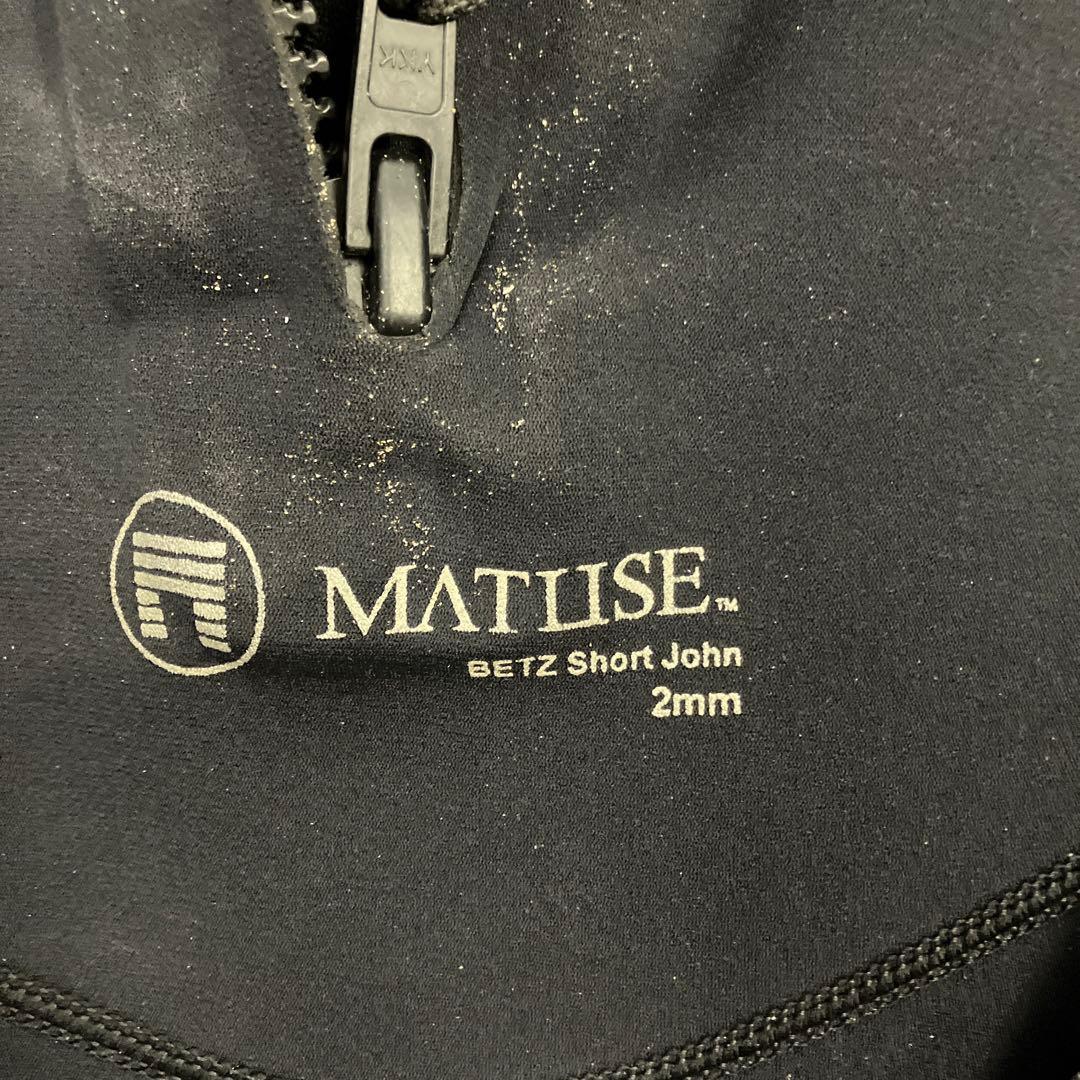 YKK
MATUSE™
BETZ Short John
2mm